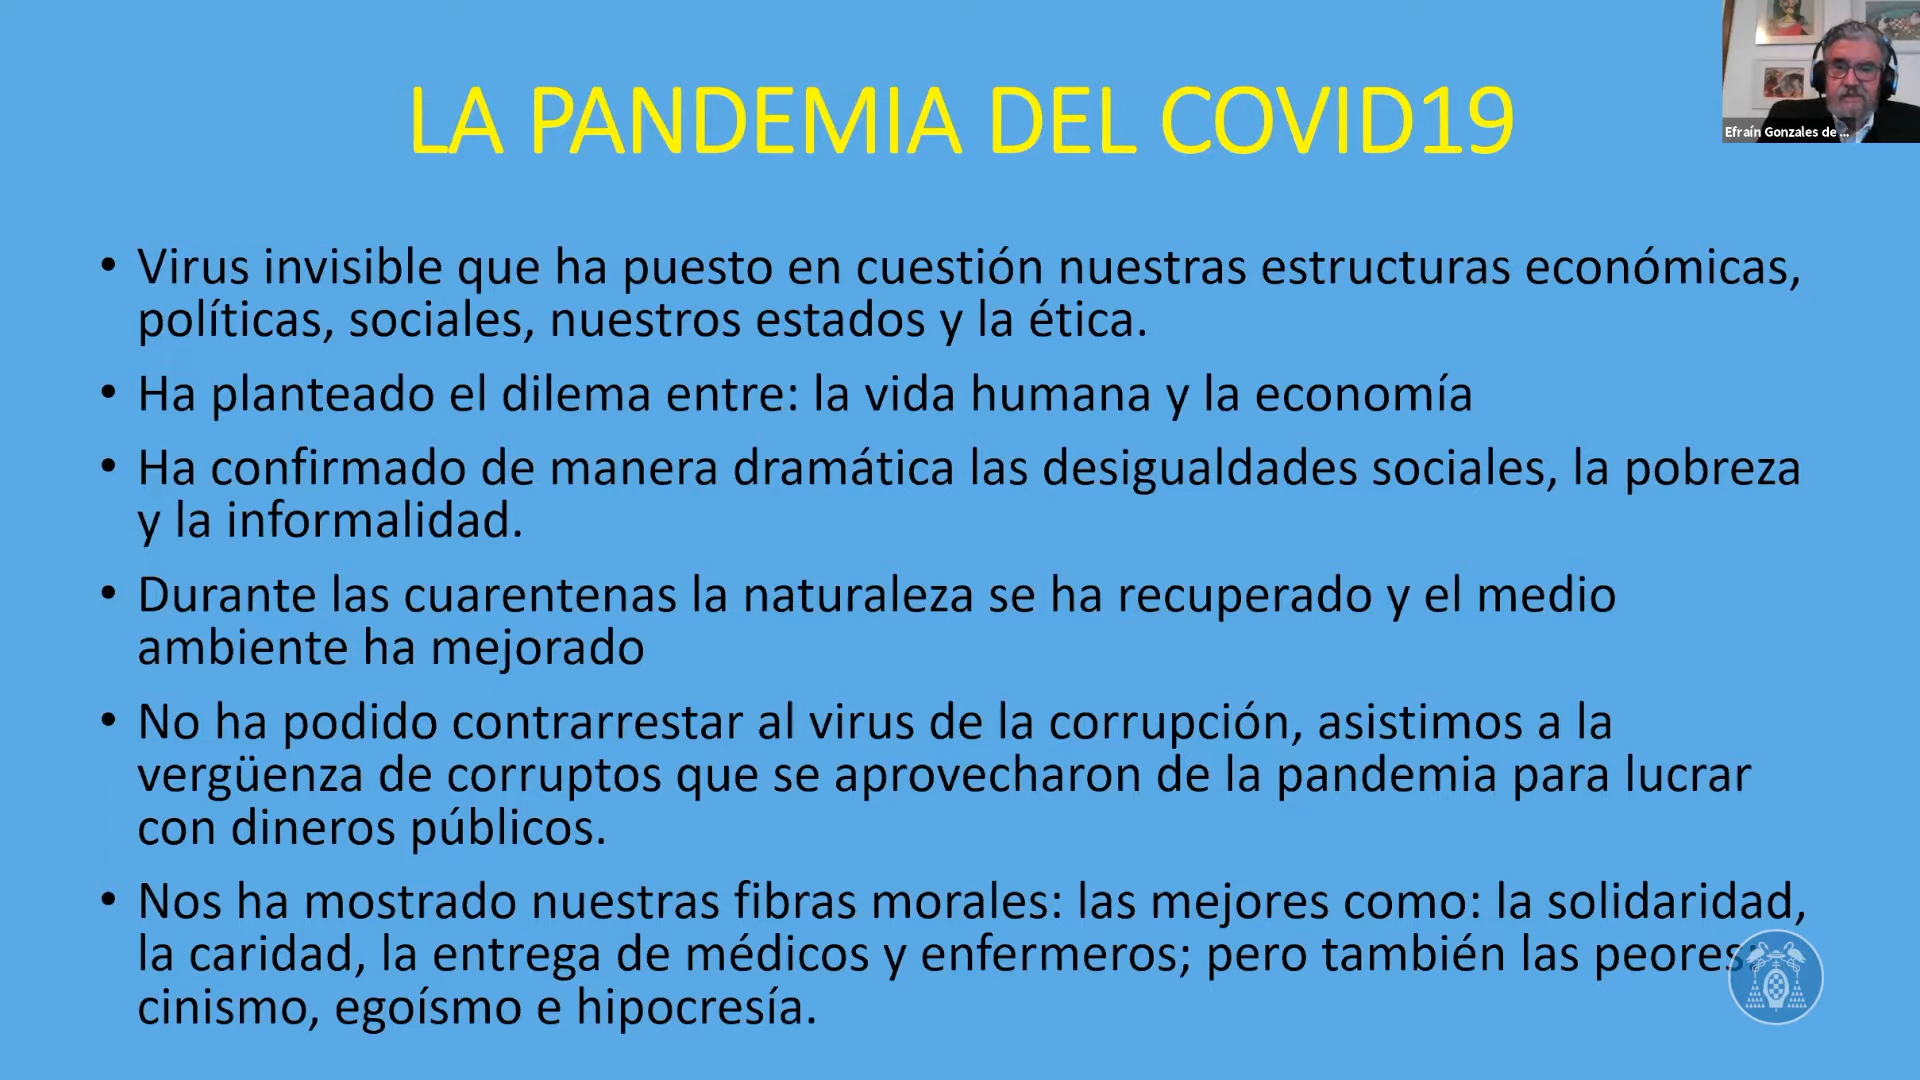 LA PANDEMIA DEL COVID19
Efraín Gonzales de ...
• Virus invisible que ha puesto en cuestión nuestras estructuras económicas,
políticas, sociales, nuestros estados y la ética.
• Ha planteado el dilema entre: la vida humana y la economía
• Ha confirmado de manera dramática las desigualdades sociales, la pobreza
y la informalidad.
• Durante las cuarentenas la naturaleza se ha recuperado y el medio
ambiente ha mejorado
• No ha podido contrarrestar al virus de la corrupción, asistimos a la
vergüenza de corruptos que se aprovecharon de la pandemia para lucrar
con dineros públicos.
• Nos ha mostrado nuestras fibras morales: las mejores como: la solidaridad,
la caridad, la entrega de médicos y enfermeros; pero también las peores:
cinismo, egoísmo e hipocresía.